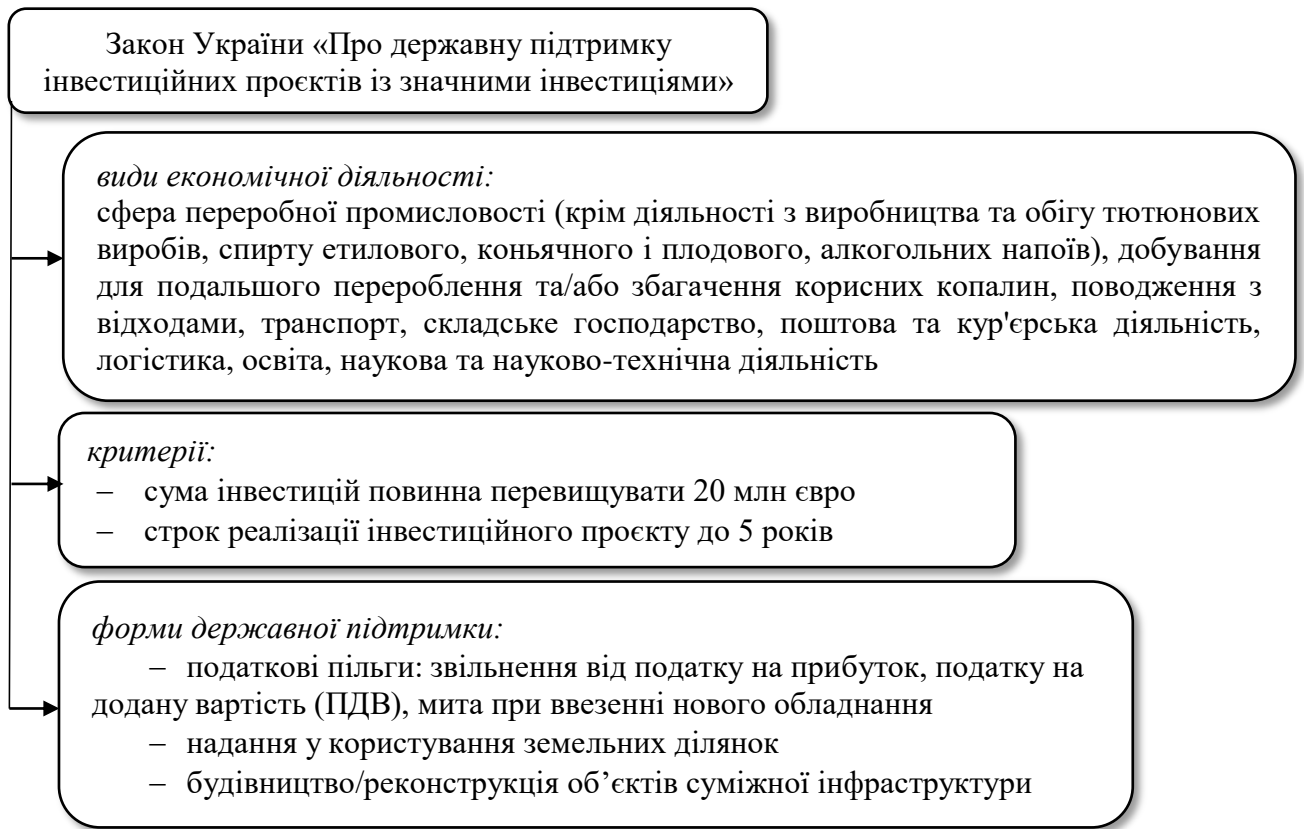 Закон України «Про державну підтримку
інвестиційних проєктів із значними інвестиціями»
види економічної діяльності:
сфера переробної промисловості (крім діяльності з виробництва та обігу тютюнових
виробів, спирту етилового, коньячного і плодового, алкогольних напоїв), добування
для подальшого перероблення та/або збагачення корисних копалин, поводження з
відходами, транспорт, складське господарство, поштова та кур'єрська діяльність,
логістика, освіта, наукова та науково-технічна діяльність
критерії:
– сума інвестицій повинна перевищувати 20 млн євро
– строк реалізації інвестиційного проєкту до 5 років
форми державної підтримки:
– податкові пільги: звільнення від податку на прибуток, податку на
додану вартість (ПДВ), мита при ввезенні нового обладнання
– надання у користування земельних ділянок
– будівництво/реконструкція об’єктів суміжної інфраструктури